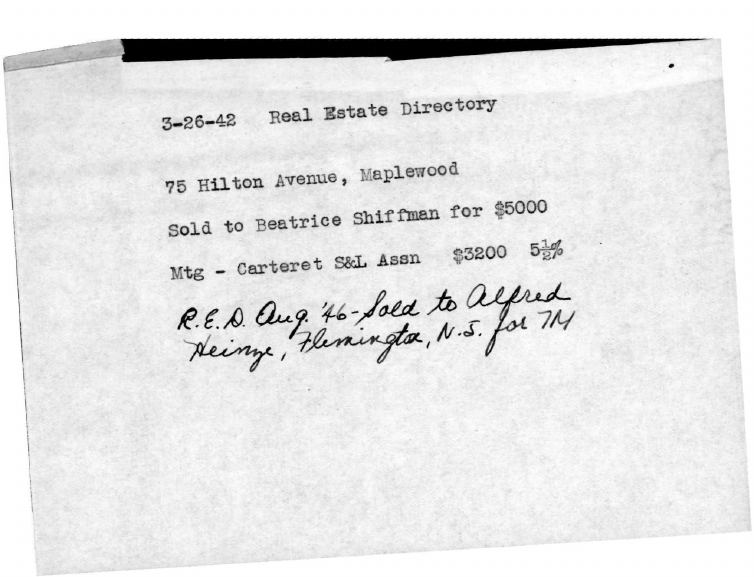 3-26-42 Real Estate Directory
75 Hilton Avenue, Maplewood
Sold to Beatrice Shiffman for $5000
Mtg - Carteret S&L Assn $3200 5½%
R.E.D. Aug. '46 - Sold to Alfred
Heinze, Flemington, N.J. for 7M